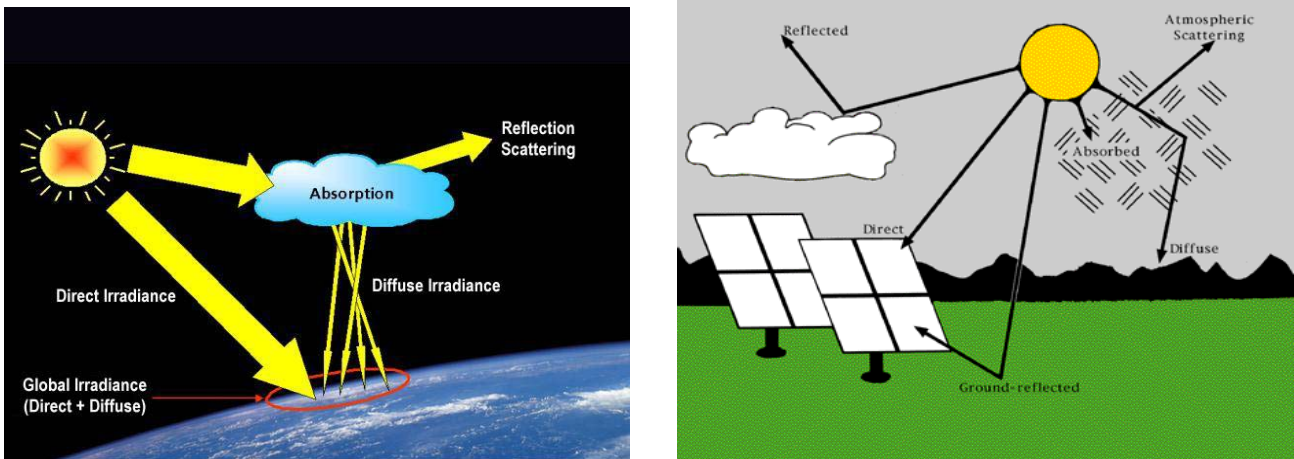 Reflection
Scattering
Absorption
Diffuse Irradiance
Direct Irradiance
Global Irradiance
(Direct + Diffuse)
Reflected
Atmospheric
Scattering
Absorbed
Direct
Diffuse
Ground-reflected